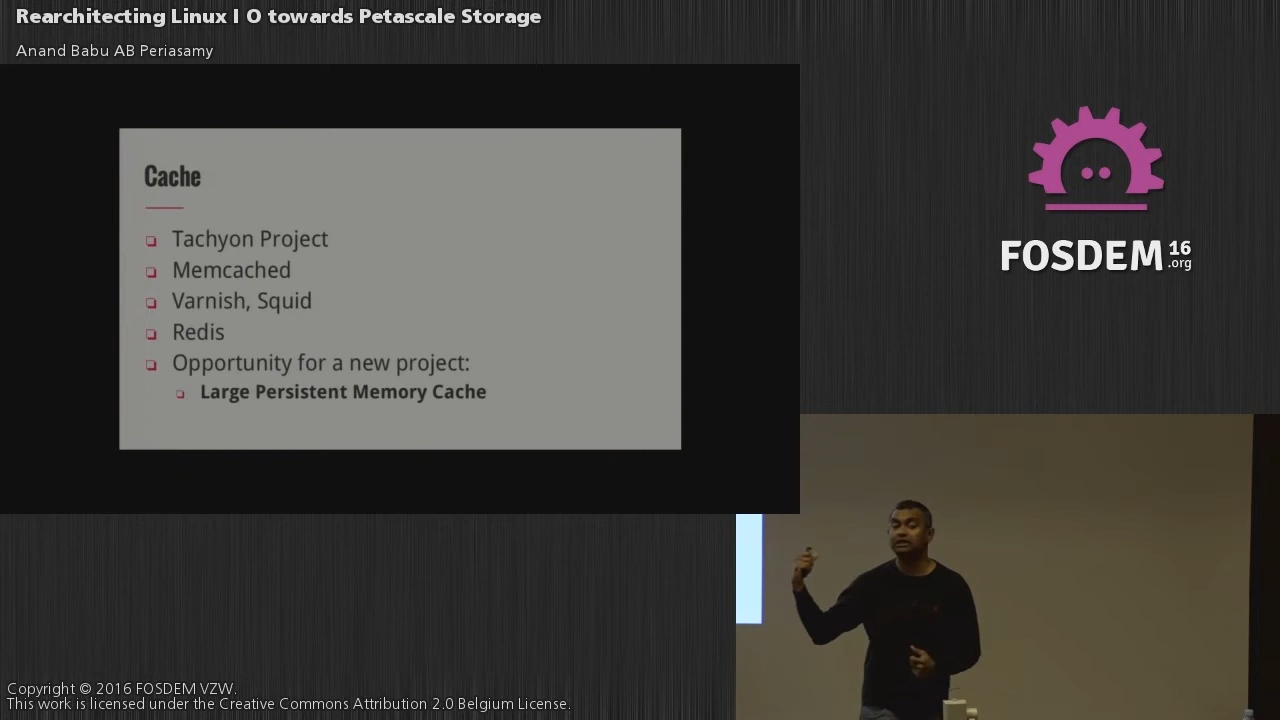 Rearchitecting Linux I O towards Petascale Storage
Anand Babu AB Periasamy
Cache
Tachyon Project
Memcached
Varnish, Squid
Redis
Opportunity for a new project:
Large Persistent Memory Cache
FOSDEM 16 .org
Copyright © 2016 FOSDEM VZW.
This work is licensed under the Creative Commons Attribution 2.0 Belgium License.